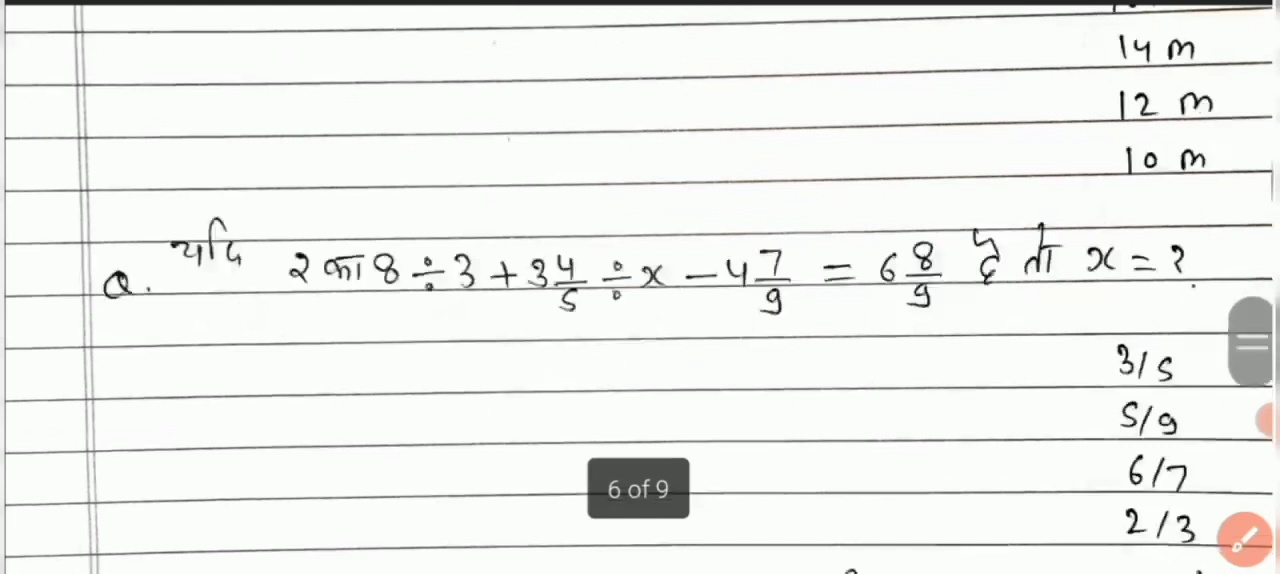 14 m
12 m
10 m
Q. यदि २ का 8 ÷ 3 + 3 4/5 ÷ x - 4 7/9 = 6 8/9 है तो x = ?
3/5
5/9
6/7
2/3
6 of 9